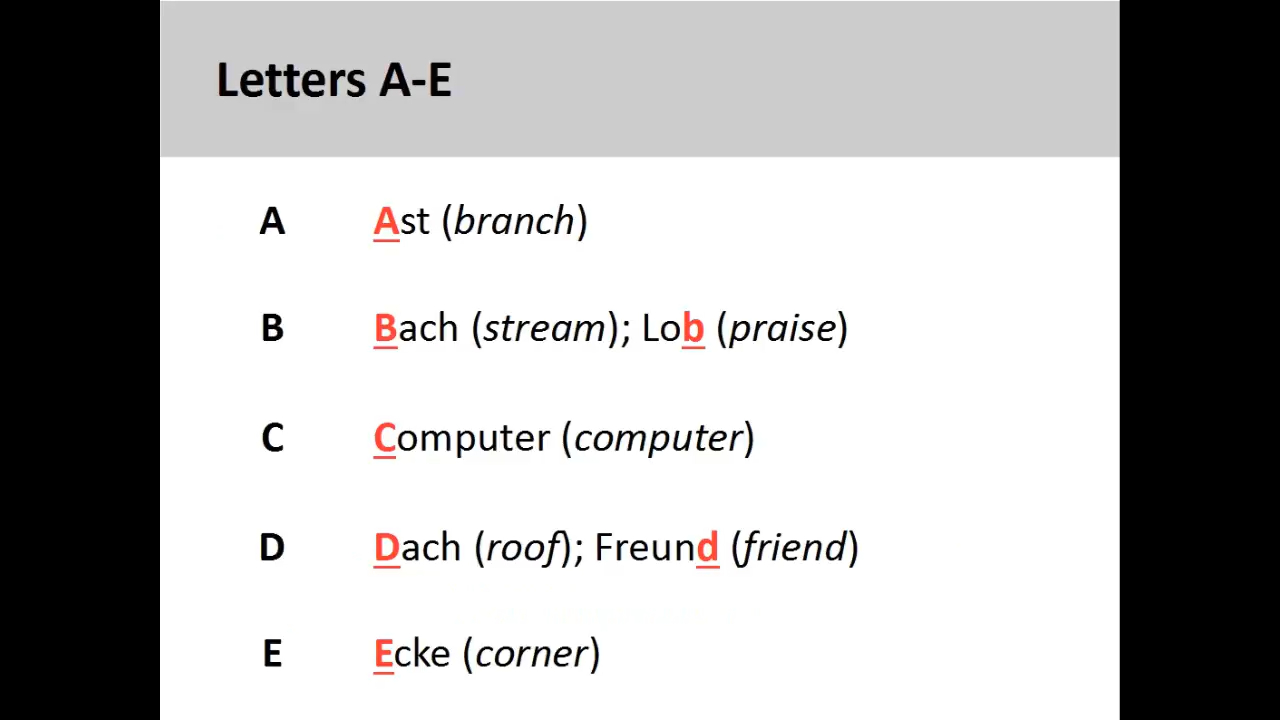 Letters A-E
A Ast (branch)
B Bach (stream); Lob (praise)
C Computer (computer)
D Dach (roof); Freund (friend)
E Ecke (corner)